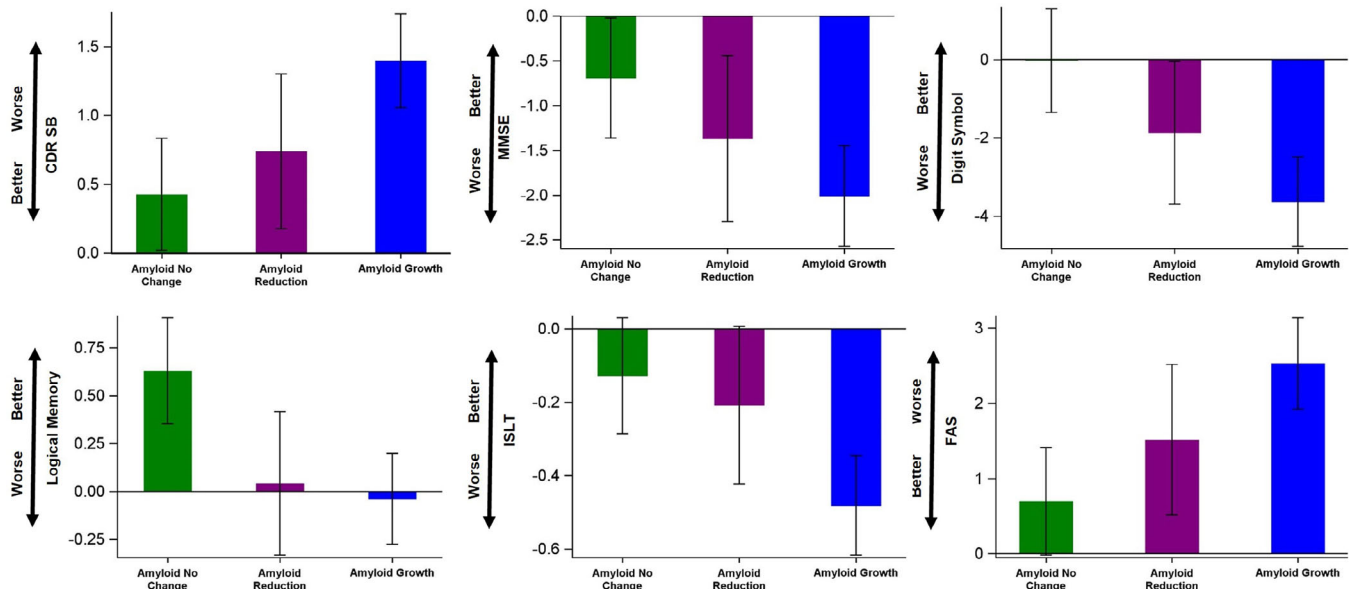 Better Worse
CDR SB
1.5
1.0
0.5
0.0
Amyloid No
Change
Amyloid
Reduction
Amyloid Growth
Worse Better
MMSE
-0.0
-0.5
-1.0
-1.5
-2.0
-2.5
Amyloid No
Change
Amyloid
Reduction
Amyloid Growth
Worse Better
Digit Symbol
0
-2
-4
Amyloid No
Change
Amyloid
Reduction
Amyloid Growth
Worse Better
Logical Memory
0.75
0.50
0.25
0.00
-0.25
Amyloid No
Change
Amyloid
Reduction
Amyloid Growth
Worse Better
ISLT
0.0
-0.2
-0.4
-0.6
Amyloid No
Change
Amyloid
Reduction
Amyloid Growth
Better Worse
FAS
3
2
1
0
Amyloid No
Change
Amyloid
Reduction
Amyloid Growth